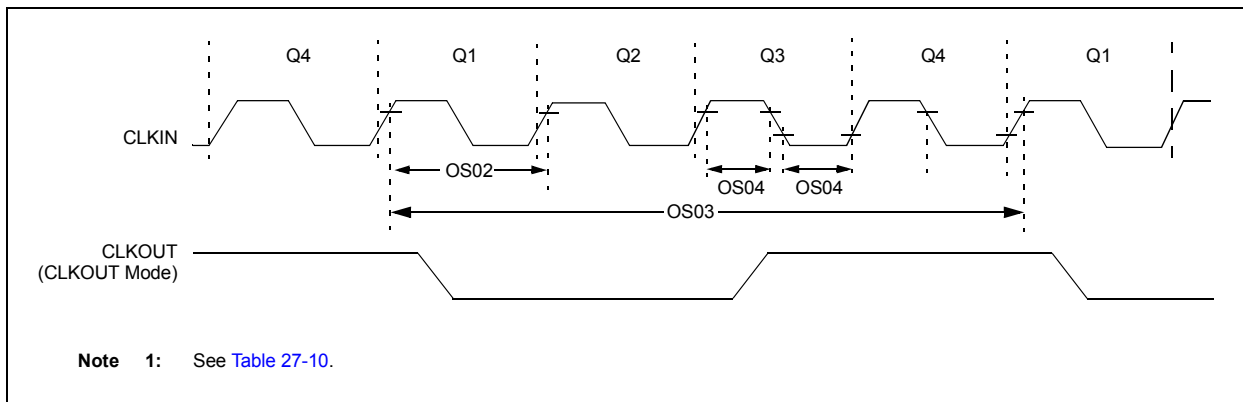 Q4 Q1 Q2 Q3 Q4 Q1
CLKIN
OS02
OS04 OS04
OS03
CLKOUT
(CLKOUT Mode)
Note 1: See Table 27-10.